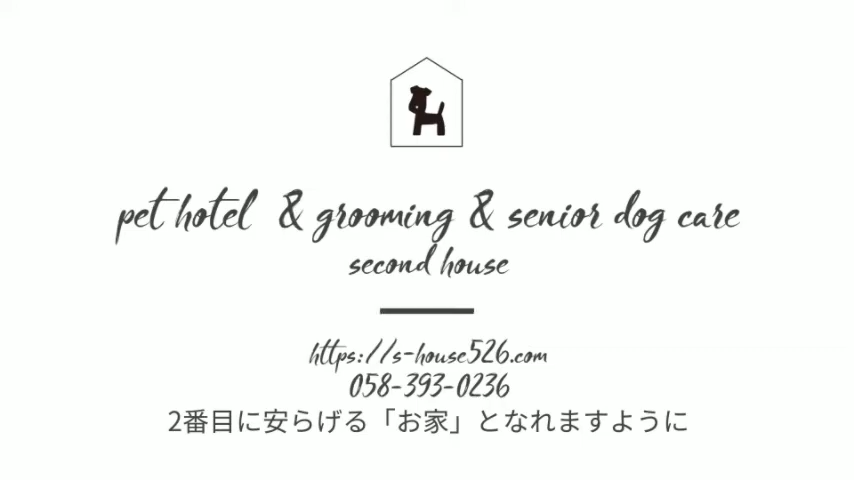 pet hotel & grooming & senior dog care
second house
https://s-house526.com
058-393-0236
2番目に安らげる「お家」となれますように